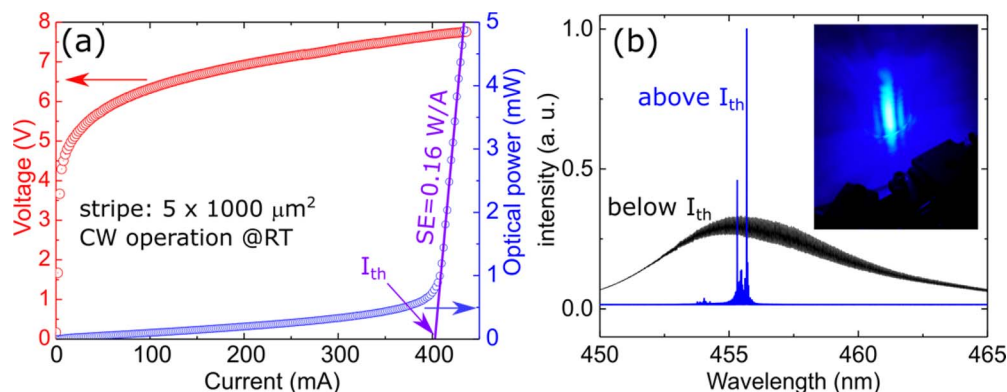 (a)
8
7
6
5
4
3
2
1
0
Voltage (V)
5
4
3
2
1
0
Optical power (mW)
SE=0.16 W/A
stripe: 5 x 1000 μm²
CW operation @RT
I_th
0
100
200
300
400
Current (mA)
(b)
1.0
0.5
0.0
intensity (a. u.)
above I_th
below I_th
450
455
460
465
Wavelength (nm)